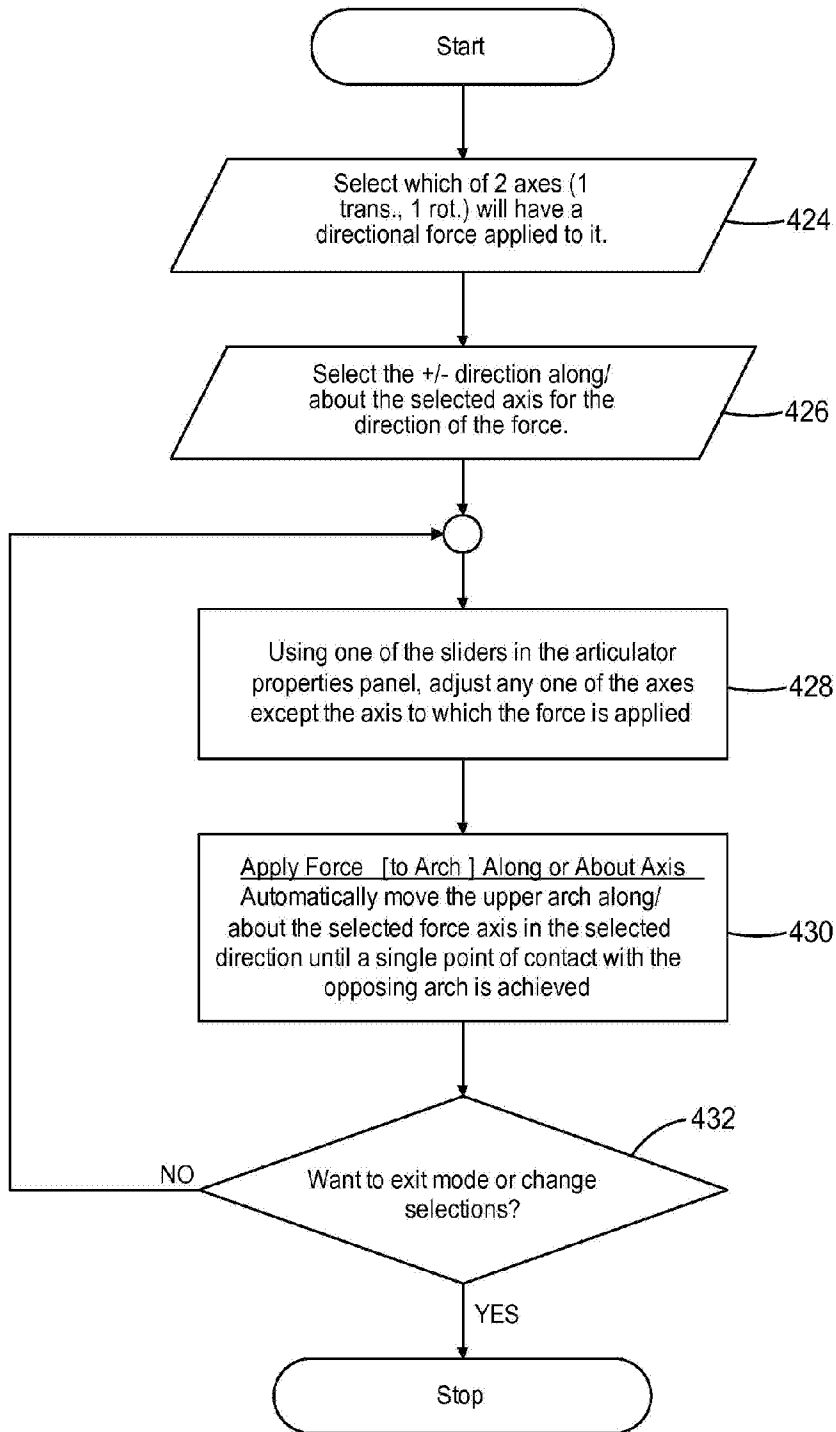 Start
Select which of 2 axes (1
trans., 1 rot.) will have a
directional force applied to it.
424
Select the +/- direction along/
about the selected axis for the
direction of the force.
426
Using one of the sliders in the articulator
properties panel, adjust any one of the axes
except the axis to which the force is applied
428
Apply Force [to Arch ] Along or About Axis
Automatically move the upper arch along/
about the selected force axis in the selected
direction until a single point of contact with the
opposing arch is achieved
430
432
NO
Want to exit mode or change
selections?
YES
Stop